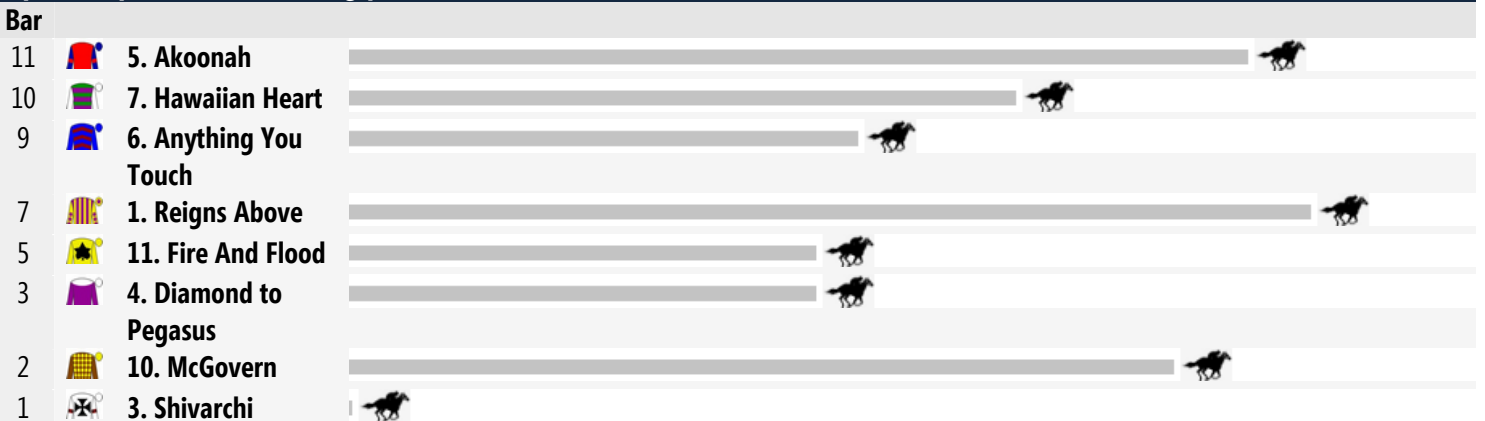 Bar
11 5. Akoonah
10 7. Hawaiian Heart
9 6. Anything You
Touch
7 1. Reigns Above
5 11. Fire And Flood
3 4. Diamond to
Pegasus
2 10. McGovern
1 3. Shivarchi